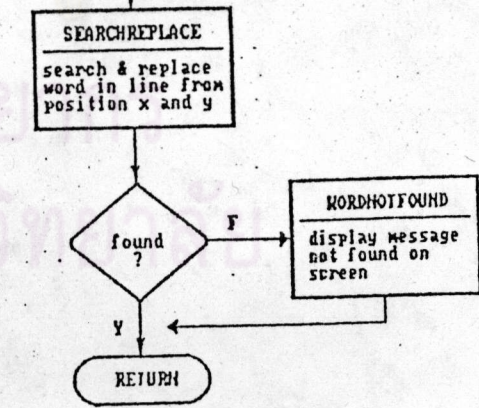 SEARCHREPLACE
search & replace
word in line from
position x and y
found
?
F
WORDNOTFOUND
display message
not found on
screen
Y
RETURN